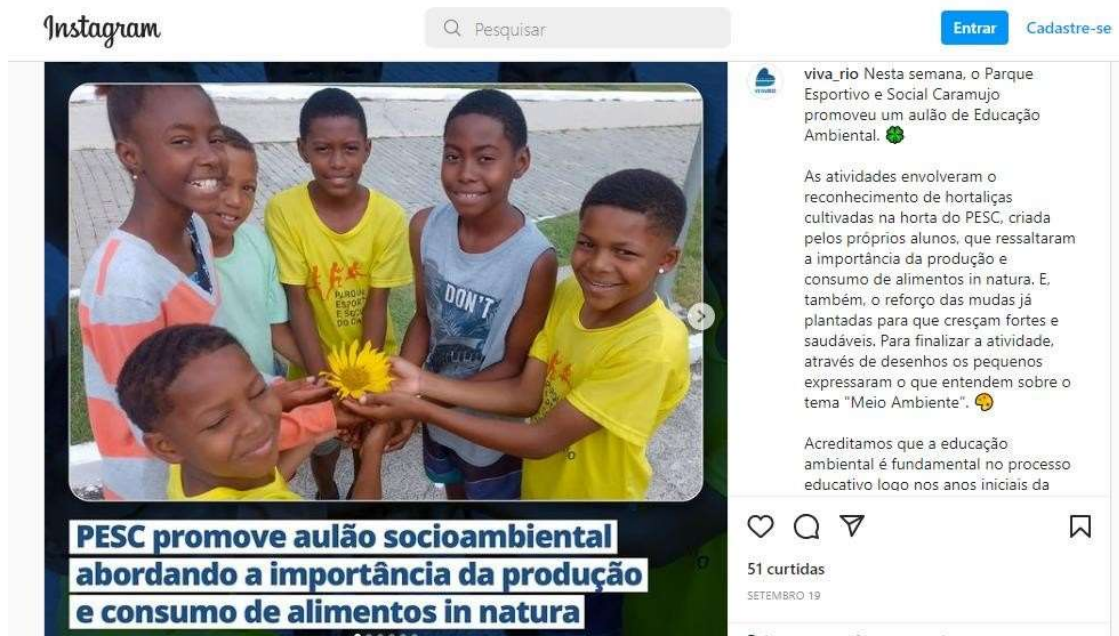 Instagram
Pesquisar
Entrar
Cadastre-se
viva_rio Nesta semana, o Parque
Esportivo e Social Caramujo
promoveu um aulão de Educação
Ambiental.
As atividades envolveram o
reconhecimento de hortaliças
cultivadas na horta do PESC, criada
pelos próprios alunos, que ressaltaram
a importância da produção e
consumo de alimentos in natura. E,
também, o reforço das mudas já
plantadas para que cresçam fortes e
saudáveis. Para finalizar a atividade,
através de desenhos os pequenos
expressaram o que entendem sobre o
tema "Meio Ambiente".
Acreditamos que a educação
ambiental é fundamental no processo
educativo logo nos anos iniciais da
51 curtidas
SETEMBRO 19
DON'T
PESC promove aulão socioambiental
abordando a importância da produção
e consumo de alimentos in natura